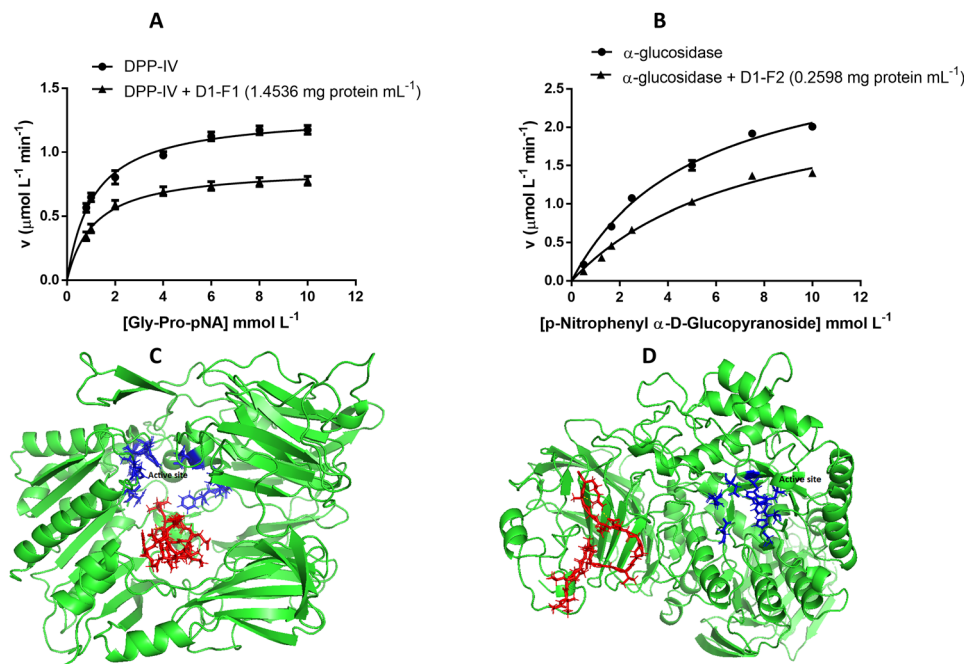 A
DPP-IV
DPP-IV + D1-F1 (1.4536 mg protein mL⁻¹)
1.5
1.0
0.5
0.0
v (μmol L⁻¹ min⁻¹)
0 2 4 6 8 10 12
[Gly-Pro-pNA] mmol L⁻¹
B
α-glucosidase
α-glucosidase + D1-F2 (0.2598 mg protein mL⁻¹)
2.5
2.0
1.5
1.0
0.5
0.0
v (μmol L⁻¹ min⁻¹)
0 2 4 6 8 10 12
[p-Nitrophenyl α-D-Glucopyranoside] mmol L⁻¹
C
Active site
D
Active site